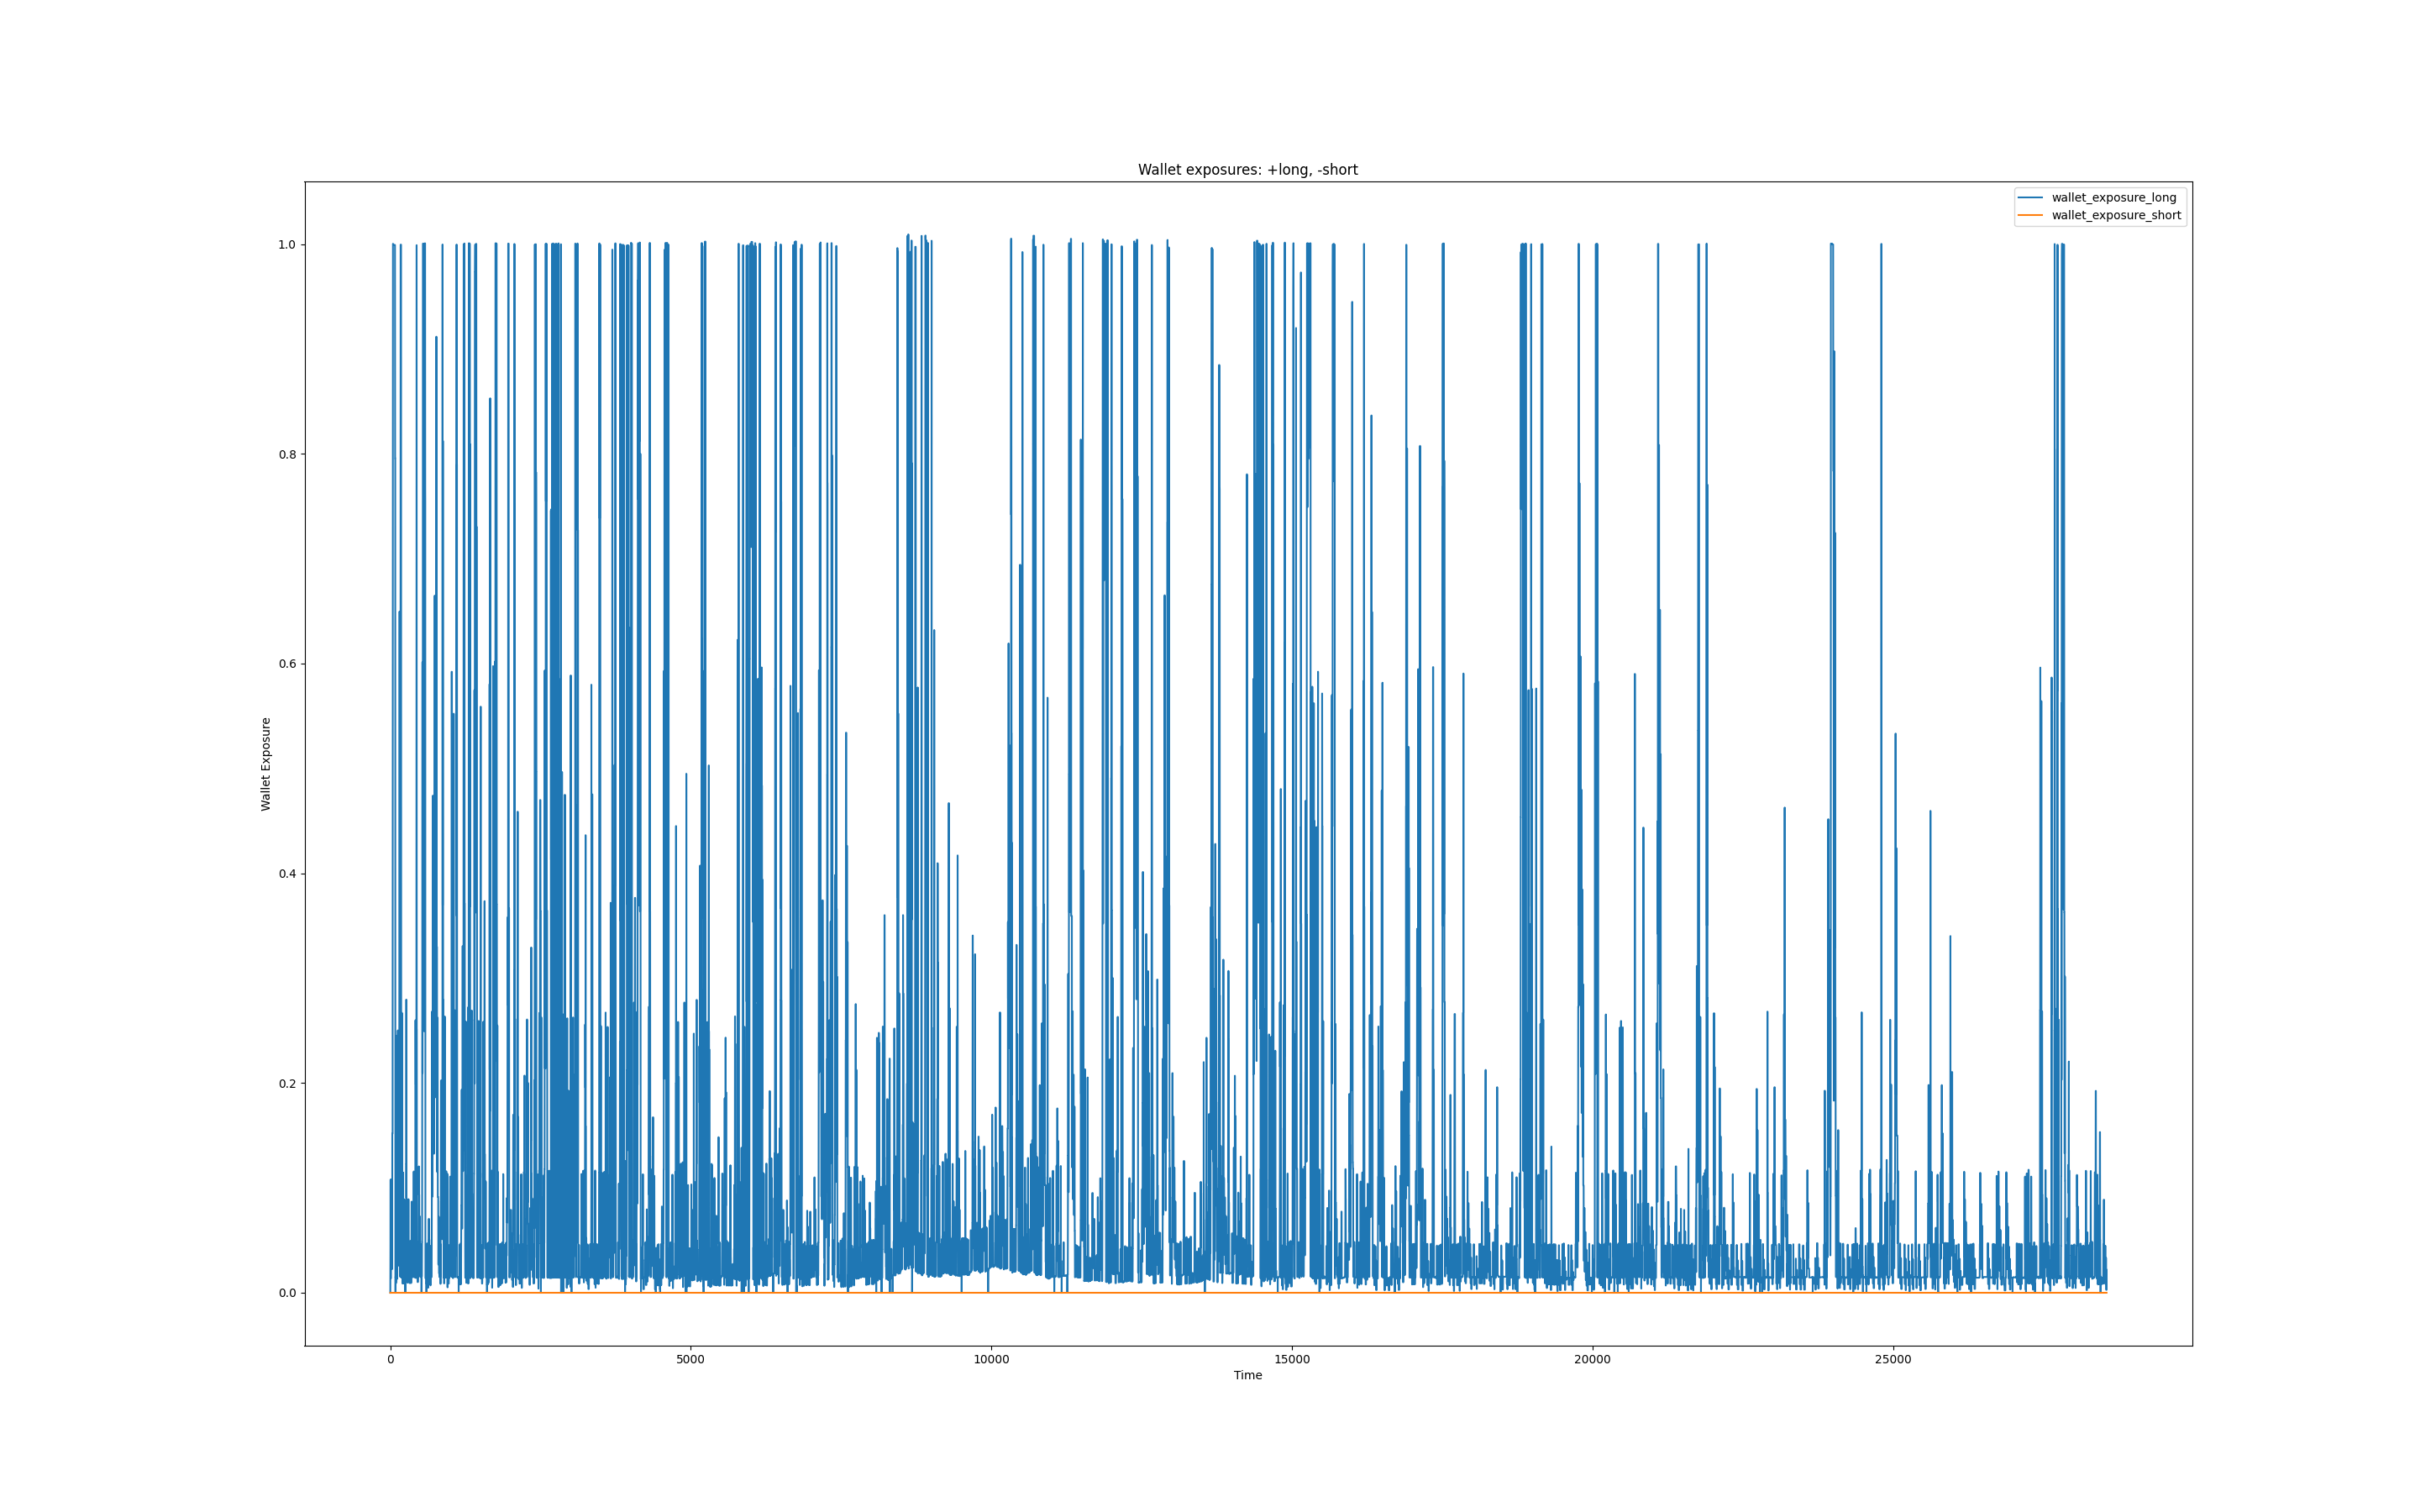 Wallet exposures: +long, -short
wallet_exposure_long
wallet_exposure_short
1.0
0.8
0.6
0.4
0.2
0.0
Wallet Exposure
0 5000 10000 15000 20000 25000
Time